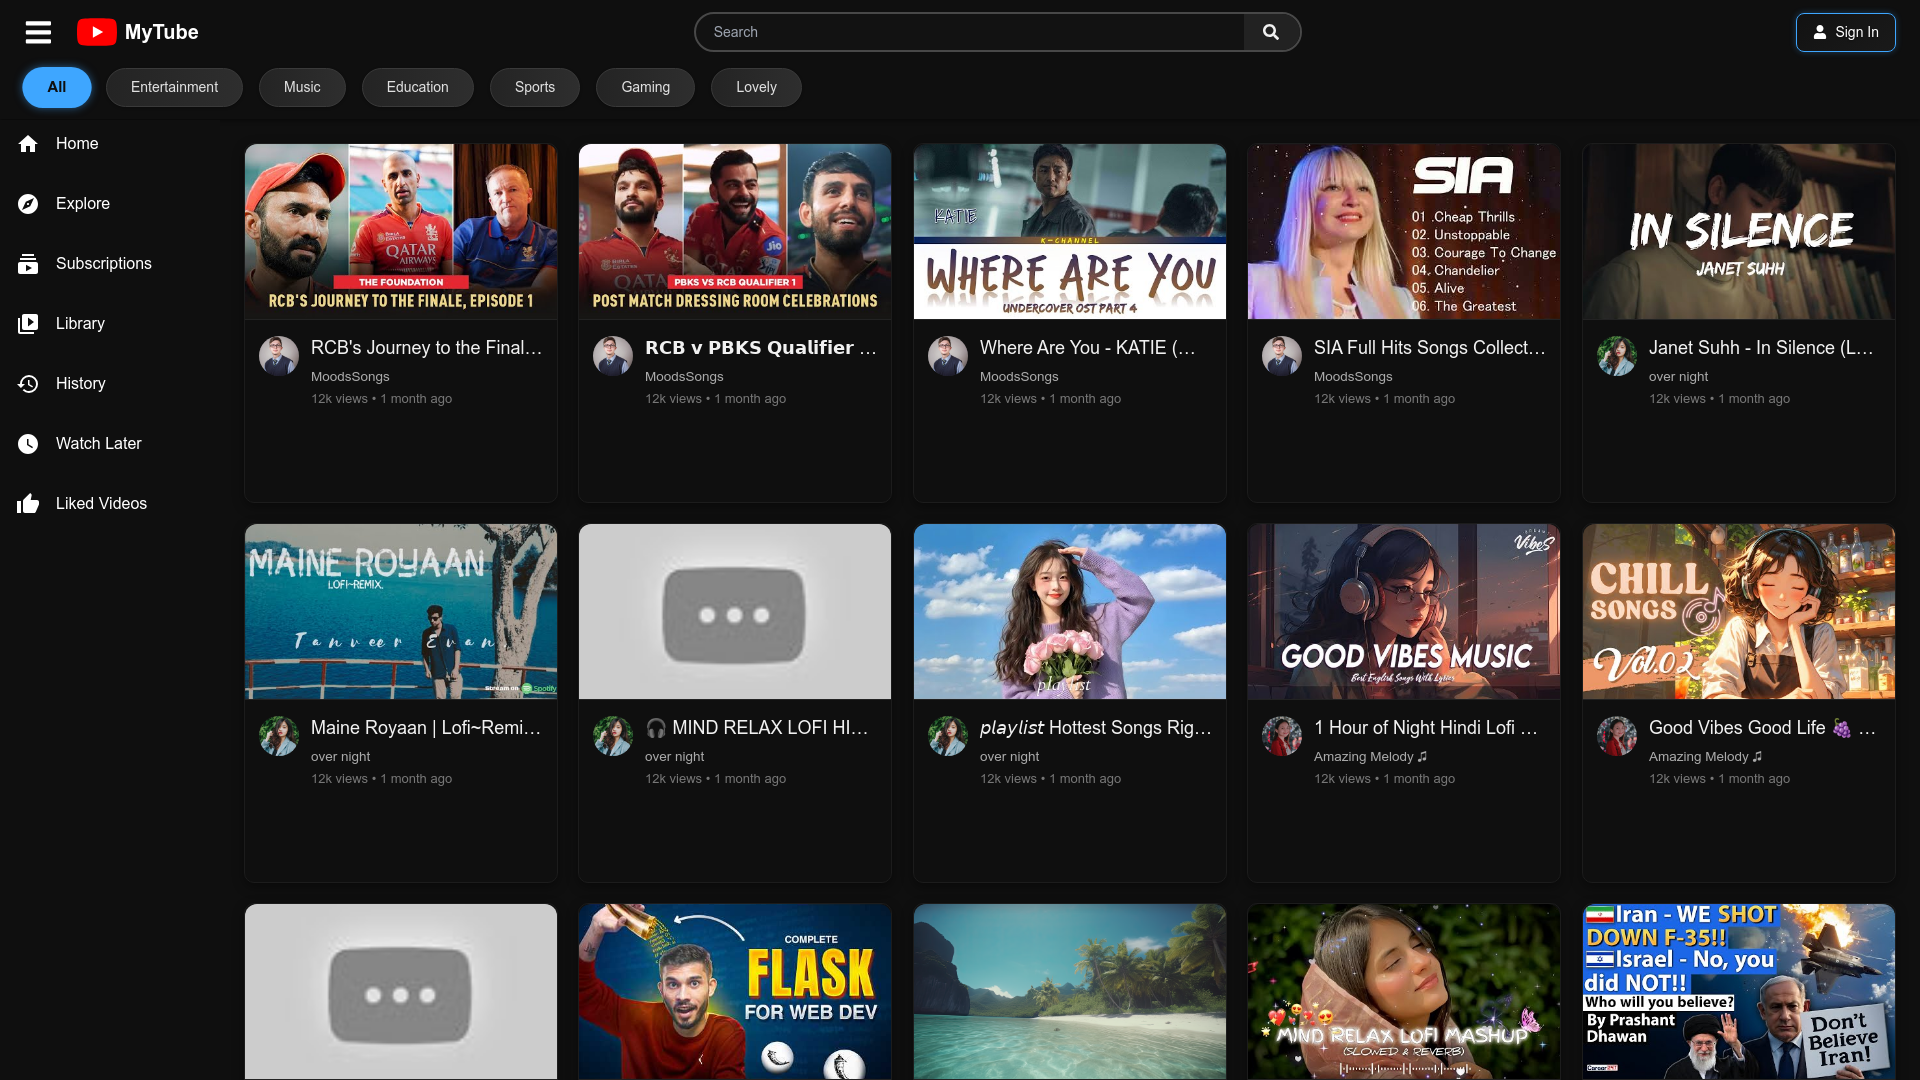 MyTube
Search
Sign In
All
Entertainment
Music
Education
Sports
Gaming
Lovely
Home
Explore
Subscriptions
Library
History
Watch Later
Liked Videos
QATAR
AIRWAYS
THE FOUNDATION
RCB'S JOURNEY TO THE FINALE, EPISODE 1
RCB's Journey to the Final...
MoodsSongs
12k views • 1 month ago
BIRLA
ESTATES
QATAR
Jio
PBKS VS RCB QUALIFIER 1
POST MATCH DRESSING ROOM CELEBRATIONS
𝗥𝗖𝗕 𝘃 𝗣𝗕𝗞𝗦 𝗤𝘂𝗮𝗹𝗶𝗳𝗶𝗲𝗿 ...
MoodsSongs
12k views • 1 month ago
KATIE
K-CHANNEL
WHERE ARE YOU
UNDERCOVER OST PART 4
Where Are You - KATIE (...
MoodsSongs
12k views • 1 month ago
SIA
01 .Cheap Thrills
02. Unstoppable
03. Courage To Change
04. Chandelier
05. Alive
06. The Greatest
SIA Full Hits Songs Collect...
MoodsSongs
12k views • 1 month ago
IN SILENCE
JANET SUHH
Janet Suhh - In Silence (L...
over night
12k views • 1 month ago
MAINE ROYAAN
LOFI~REMIX.
Tanveer Evan
Stream on Spotify
Maine Royaan | Lofi~Remi...
over night
12k views • 1 month ago
🎧 MIND RELAX LOFI HI...
over night
12k views • 1 month ago
playlist
𝘱𝘭𝘢𝘺𝘭𝘪𝘴𝘵 Hottest Songs Rig...
over night
12k views • 1 month ago
Vibes
GOOD VIBES MUSIC
Best English Songs With Lyrics
1 Hour of Night Hindi Lofi ...
Amazing Melody ♫
12k views • 1 month ago
CHILL
SONGS
Vol.02
Good Vibes Good Life 🍇 ...
Amazing Melody ♫
12k views • 1 month ago
COMPLETE
FLASK
FOR WEB DEV
MIND RELAX LOFI MASHUP
(SLOWED & REVERB)
Iran - WE SHOT
DOWN F-35!!
Israel - No, you
did NOT!!
Who will you believe?
By Prashant
Dhawan
Don't
Believe
Iran!